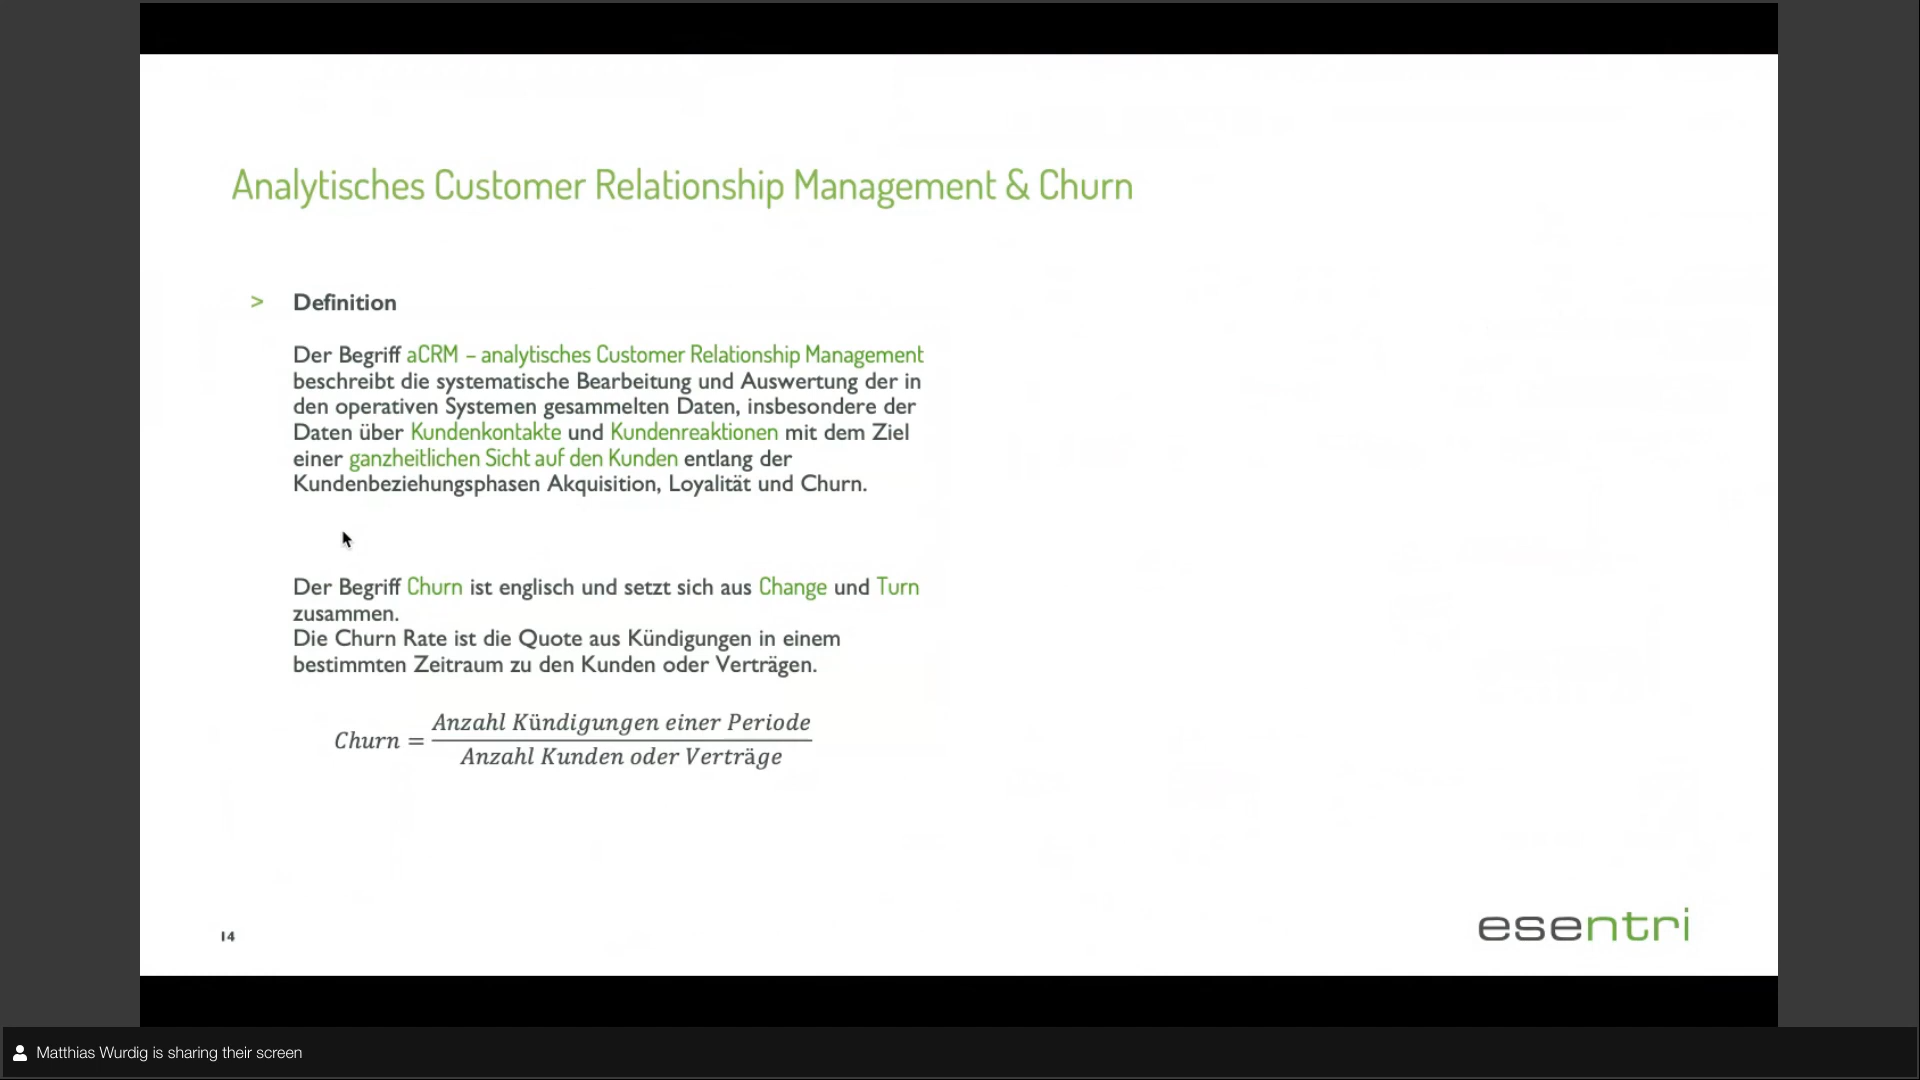 Analytisches Customer Relationship Management & Churn
> Definition
Der Begriff aCRM – analytisches Customer Relationship Management
beschreibt die systematische Bearbeitung und Auswertung der in
den operativen Systemen gesammelten Daten, insbesondere der
Daten über Kundenkontakte und Kundenreaktionen mit dem Ziel
einer ganzheitlichen Sicht auf den Kunden entlang der
Kundenbeziehungsphasen Akquisition, Loyalität und Churn.
Der Begriff Churn ist englisch und setzt sich aus Change und Turn
zusammen.
Die Churn Rate ist die Quote aus Kündigungen in einem
bestimmten Zeitraum zu den Kunden oder Verträgen.
Anzahl Kündigungen einer Periode
Churn =
Anzahl Kunden oder Verträge
14
esentri
Matthias Wurdig is sharing their screen